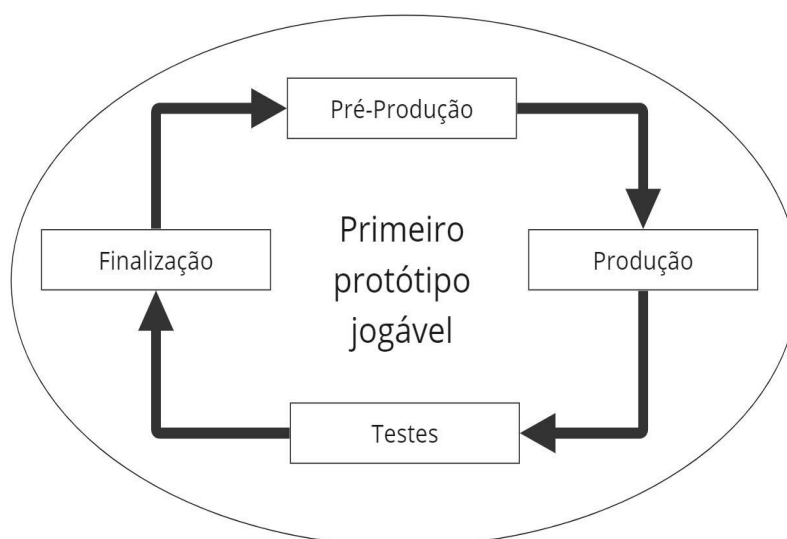 Pré-Produção
Primeiro
protótipo
jogável
Finalização
Produção
Testes